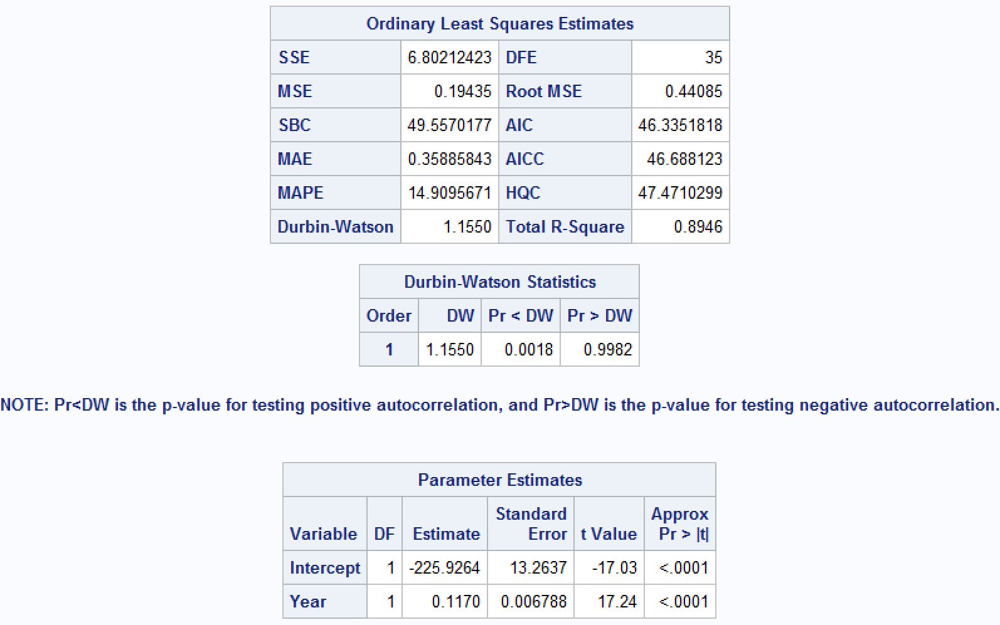 Ordinary Least Squares Estimates
SSE 6.80212423 DFE 35
MSE 0.19435 Root MSE 0.44085
SBC 49.5570177 AIC 46.3351818
MAE 0.35885843 AICC 46.688123
MAPE 14.9095671 HQC 47.4710299
Durbin-Watson 1.1550 Total R-Square 0.8946
Durbin-Watson Statistics
Order DW Pr < DW Pr > DW
1 1.1550 0.0018 0.9982
NOTE: Pr<DW is the p-value for testing positive autocorrelation, and Pr>DW is the p-value for testing negative autocorrelation.
Parameter Estimates
Standard Approx
Variable DF Estimate Error t Value Pr > |t|
Intercept 1 -225.9264 13.2637 -17.03 <.0001
Year 1 0.1170 0.006788 17.24 <.0001